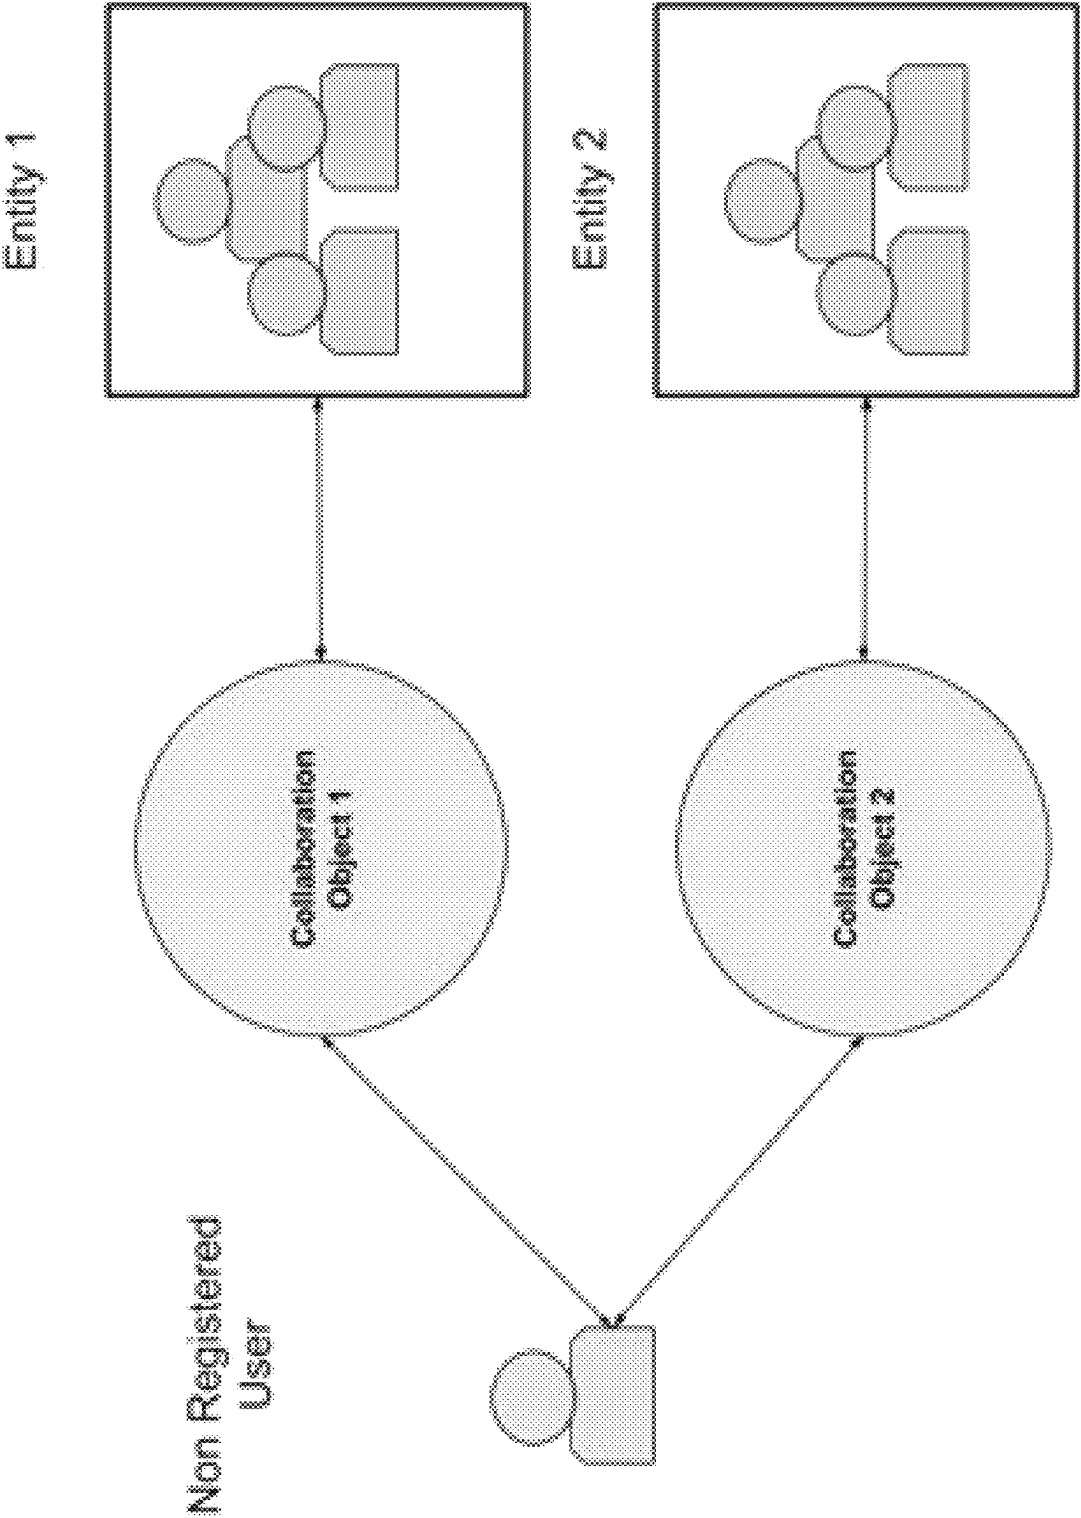 Non Registered
User
Collaboration
Object 1
Entity 1
Collaboration
Object 2
Entity 2